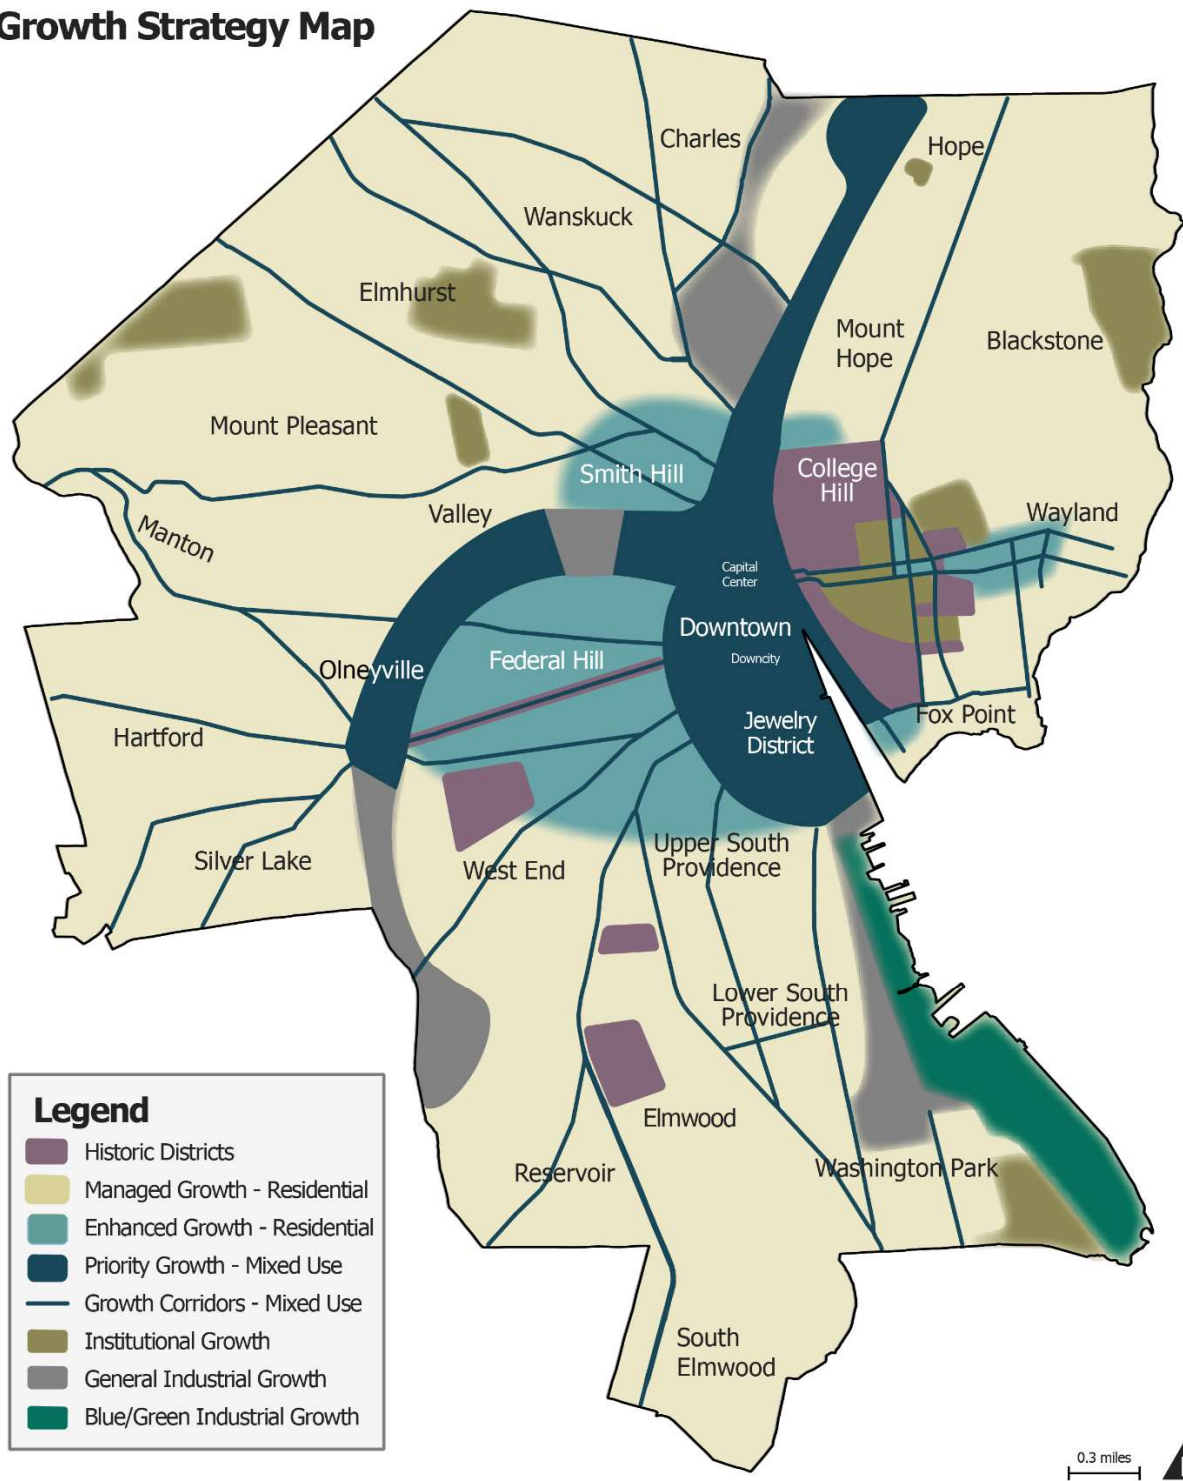 Growth Strategy Map
Charles
Hope
Wanskuck
Elmhurst
Mount
Hope
Blackstone
Mount Pleasant
Smith Hill
College
Hill
Valley
Wayland
Manton
Capital
Center
Downtown
Downcity
Federal Hill
Olneyville
Jewelry
District
Fox Point
Hartford
Silver Lake
West End
Upper South
Providence
Lower South
Providence
Elmwood
Reservoir
Washington Park
South
Elmwood
Legend
Historic Districts
Managed Growth - Residential
Enhanced Growth - Residential
Priority Growth - Mixed Use
Growth Corridors - Mixed Use
Institutional Growth
General Industrial Growth
Blue/Green Industrial Growth
0.3 miles